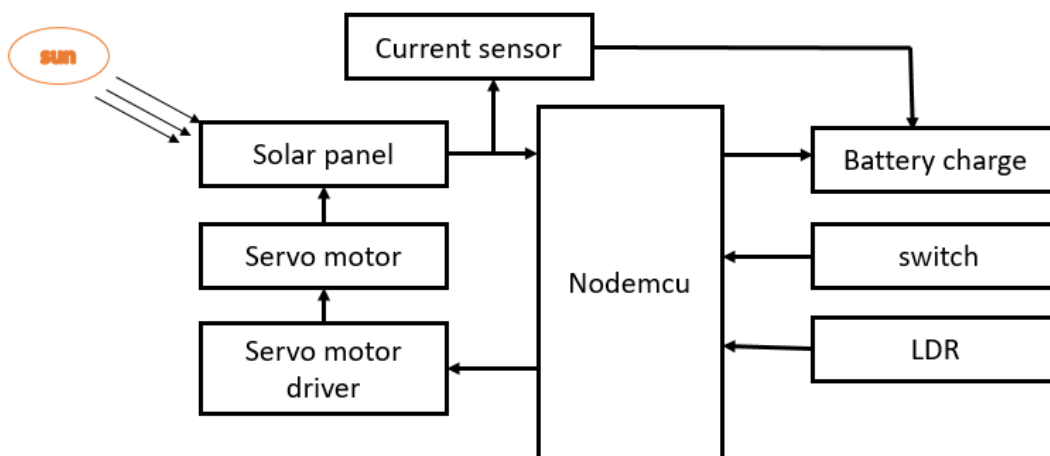 sun
Current sensor
Solar panel
Battery charge
Servo motor
switch
Nodemcu
Servo motor
driver
LDR